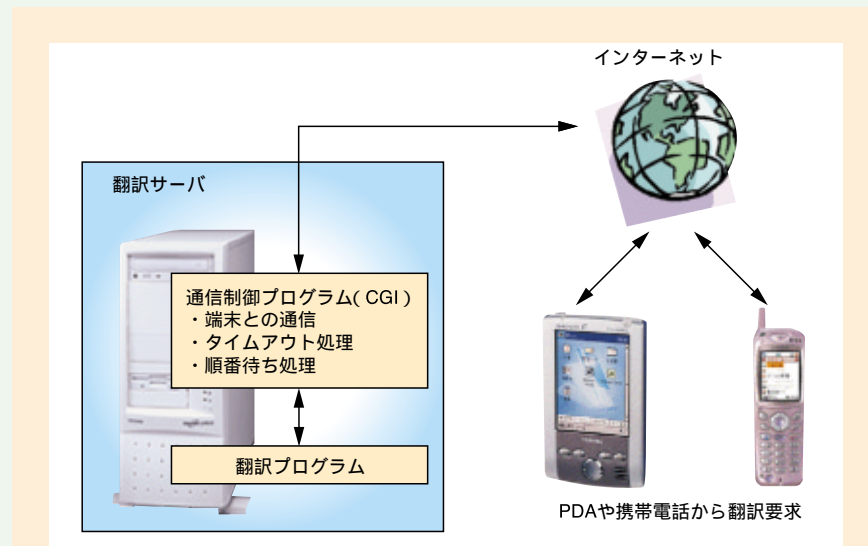 インターネット
翻訳サーバ
通信制御プログラム(CGI)
・端末との通信
・タイムアウト処理
・順番待ち処理
翻訳プログラム
PDAや携帯電話から翻訳要求